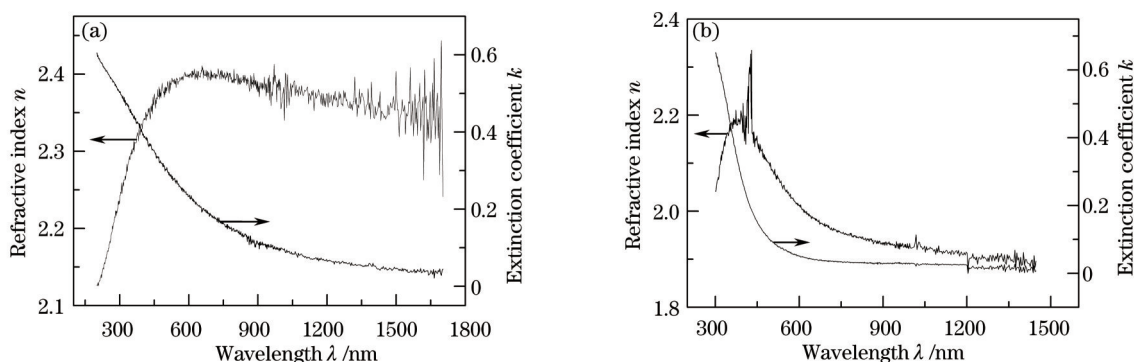 (a)
Refractive index n
2.4
2.3
2.2
2.1
0.6
0.4
0.2
0
Extinction coefficient k
300 600 900 1200 1500 1800
Wavelength λ /nm
(b)
Refractive index n
2.4
2.2
2.0
1.8
0.6
0.4
0.2
0
Extinction coefficient k
300 600 900 1200 1500
Wavelength λ /nm